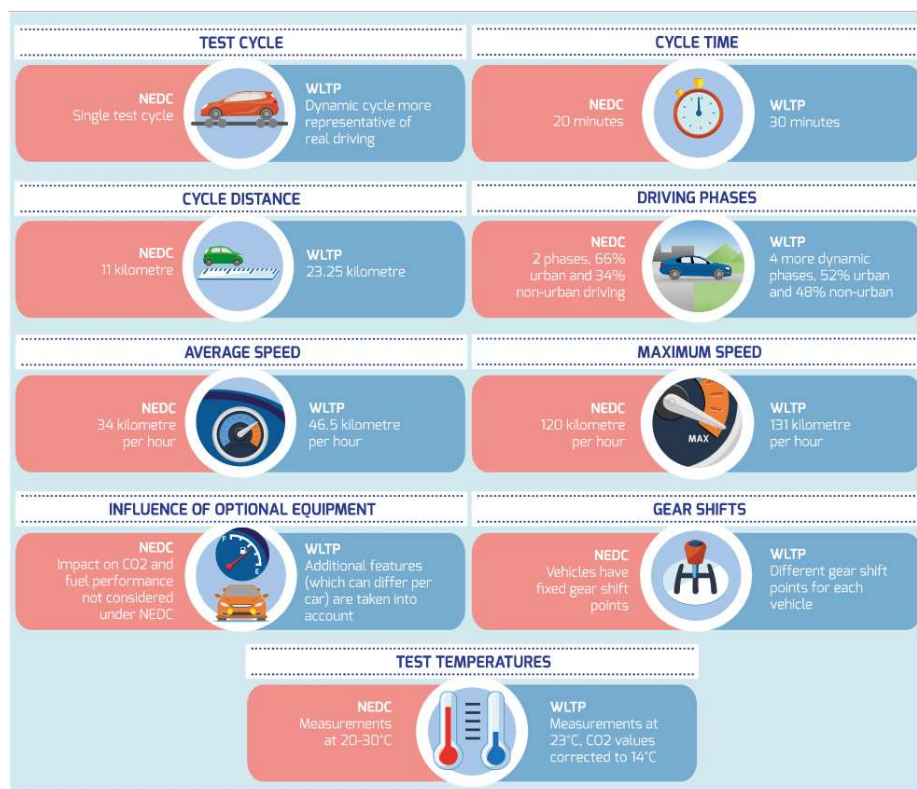 TEST CYCLE
NEDC
Single test cycle
WLTP
Dynamic cycle more
representative of
real driving
CYCLE TIME
NEDC
20 minutes
WLTP
30 minutes
CYCLE DISTANCE
NEDC
11 kilometre
WLTP
23.25 kilometre
DRIVING PHASES
NEDC
2 phases, 66%
urban and 34%
non-urban driving
WLTP
4 more dynamic
phases, 52% urban
and 48% non-urban
AVERAGE SPEED
NEDC
34 kilometre
per hour
WLTP
46.5 kilometre
per hour
MAXIMUM SPEED
NEDC
120 kilometre
per hour
MAX
WLTP
131 kilometre
per hour
INFLUENCE OF OPTIONAL EQUIPMENT
NEDC
Impact on CO2 and
fuel performance
not considered
under NEDC
F
E
WLTP
Additional features
(which can differ per
car) are taken into
account
GEAR SHIFTS
NEDC
Vehicles have
fixed gear shift
points
WLTP
Different gear shift
points for each
vehicle
TEST TEMPERATURES
NEDC
Measurements
at 20-30°C
WLTP
Measurements at
23°C, CO2 values
corrected to 14°C